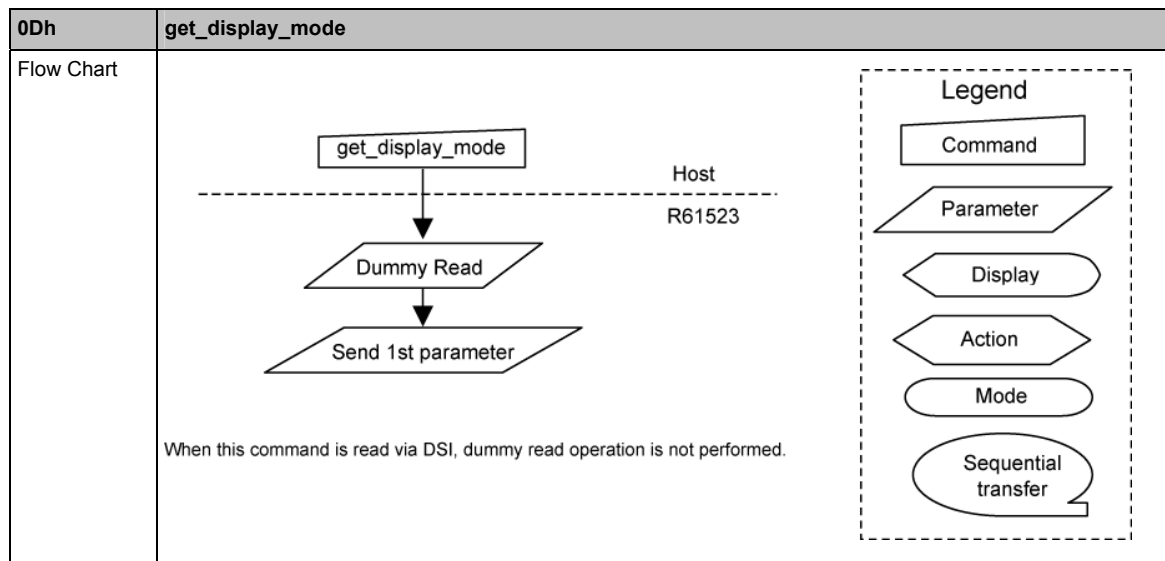 0Dh get_display_mode
Flow Chart
get_display_mode
Host
R61523
Dummy Read
Send 1st parameter
When this command is read via DSI, dummy read operation is not performed.
Legend
Command
Parameter
Display
Action
Mode
Sequential
transfer